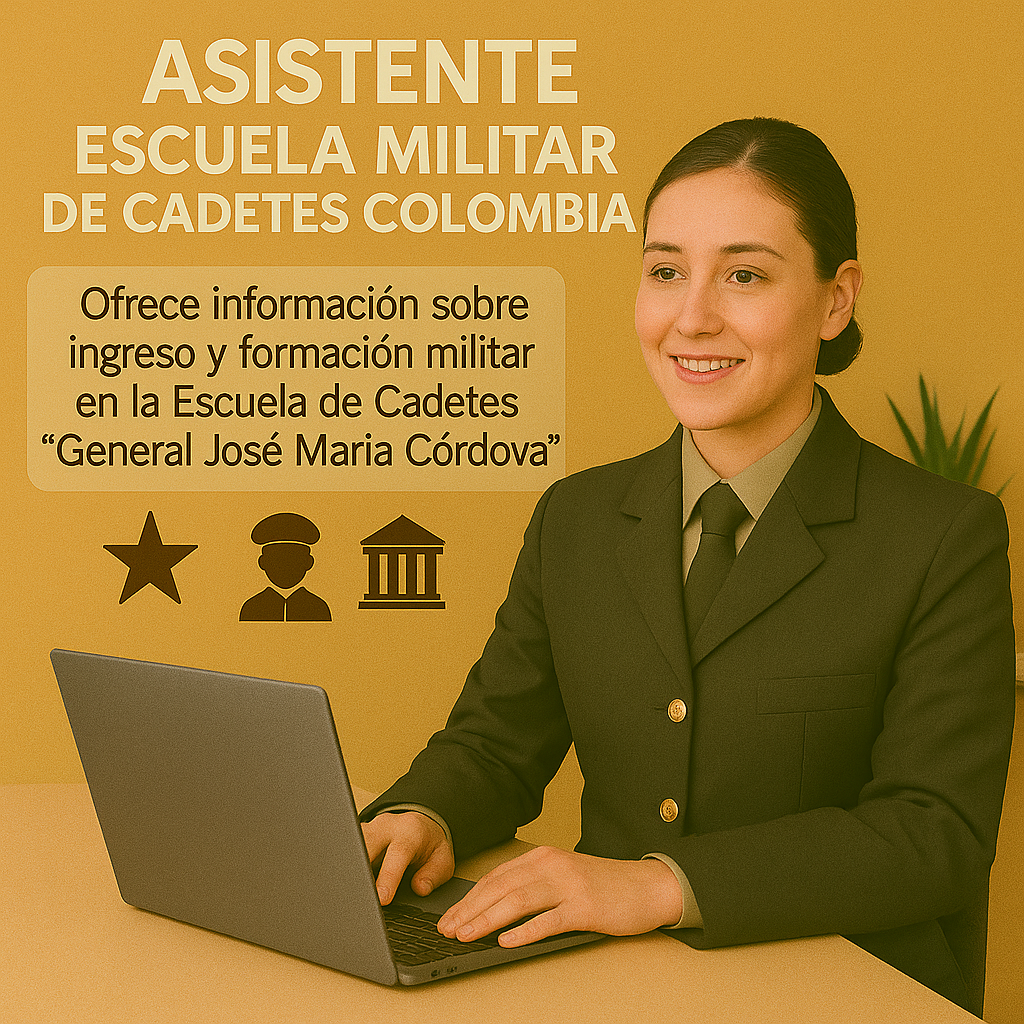 ASISTENTE
ESCUELA MILITAR
DE CADETES COLOMBIA
Ofrece información sobre
ingreso y formación militar
en la Escuela de Cadetes
“General José Maria Córdova”